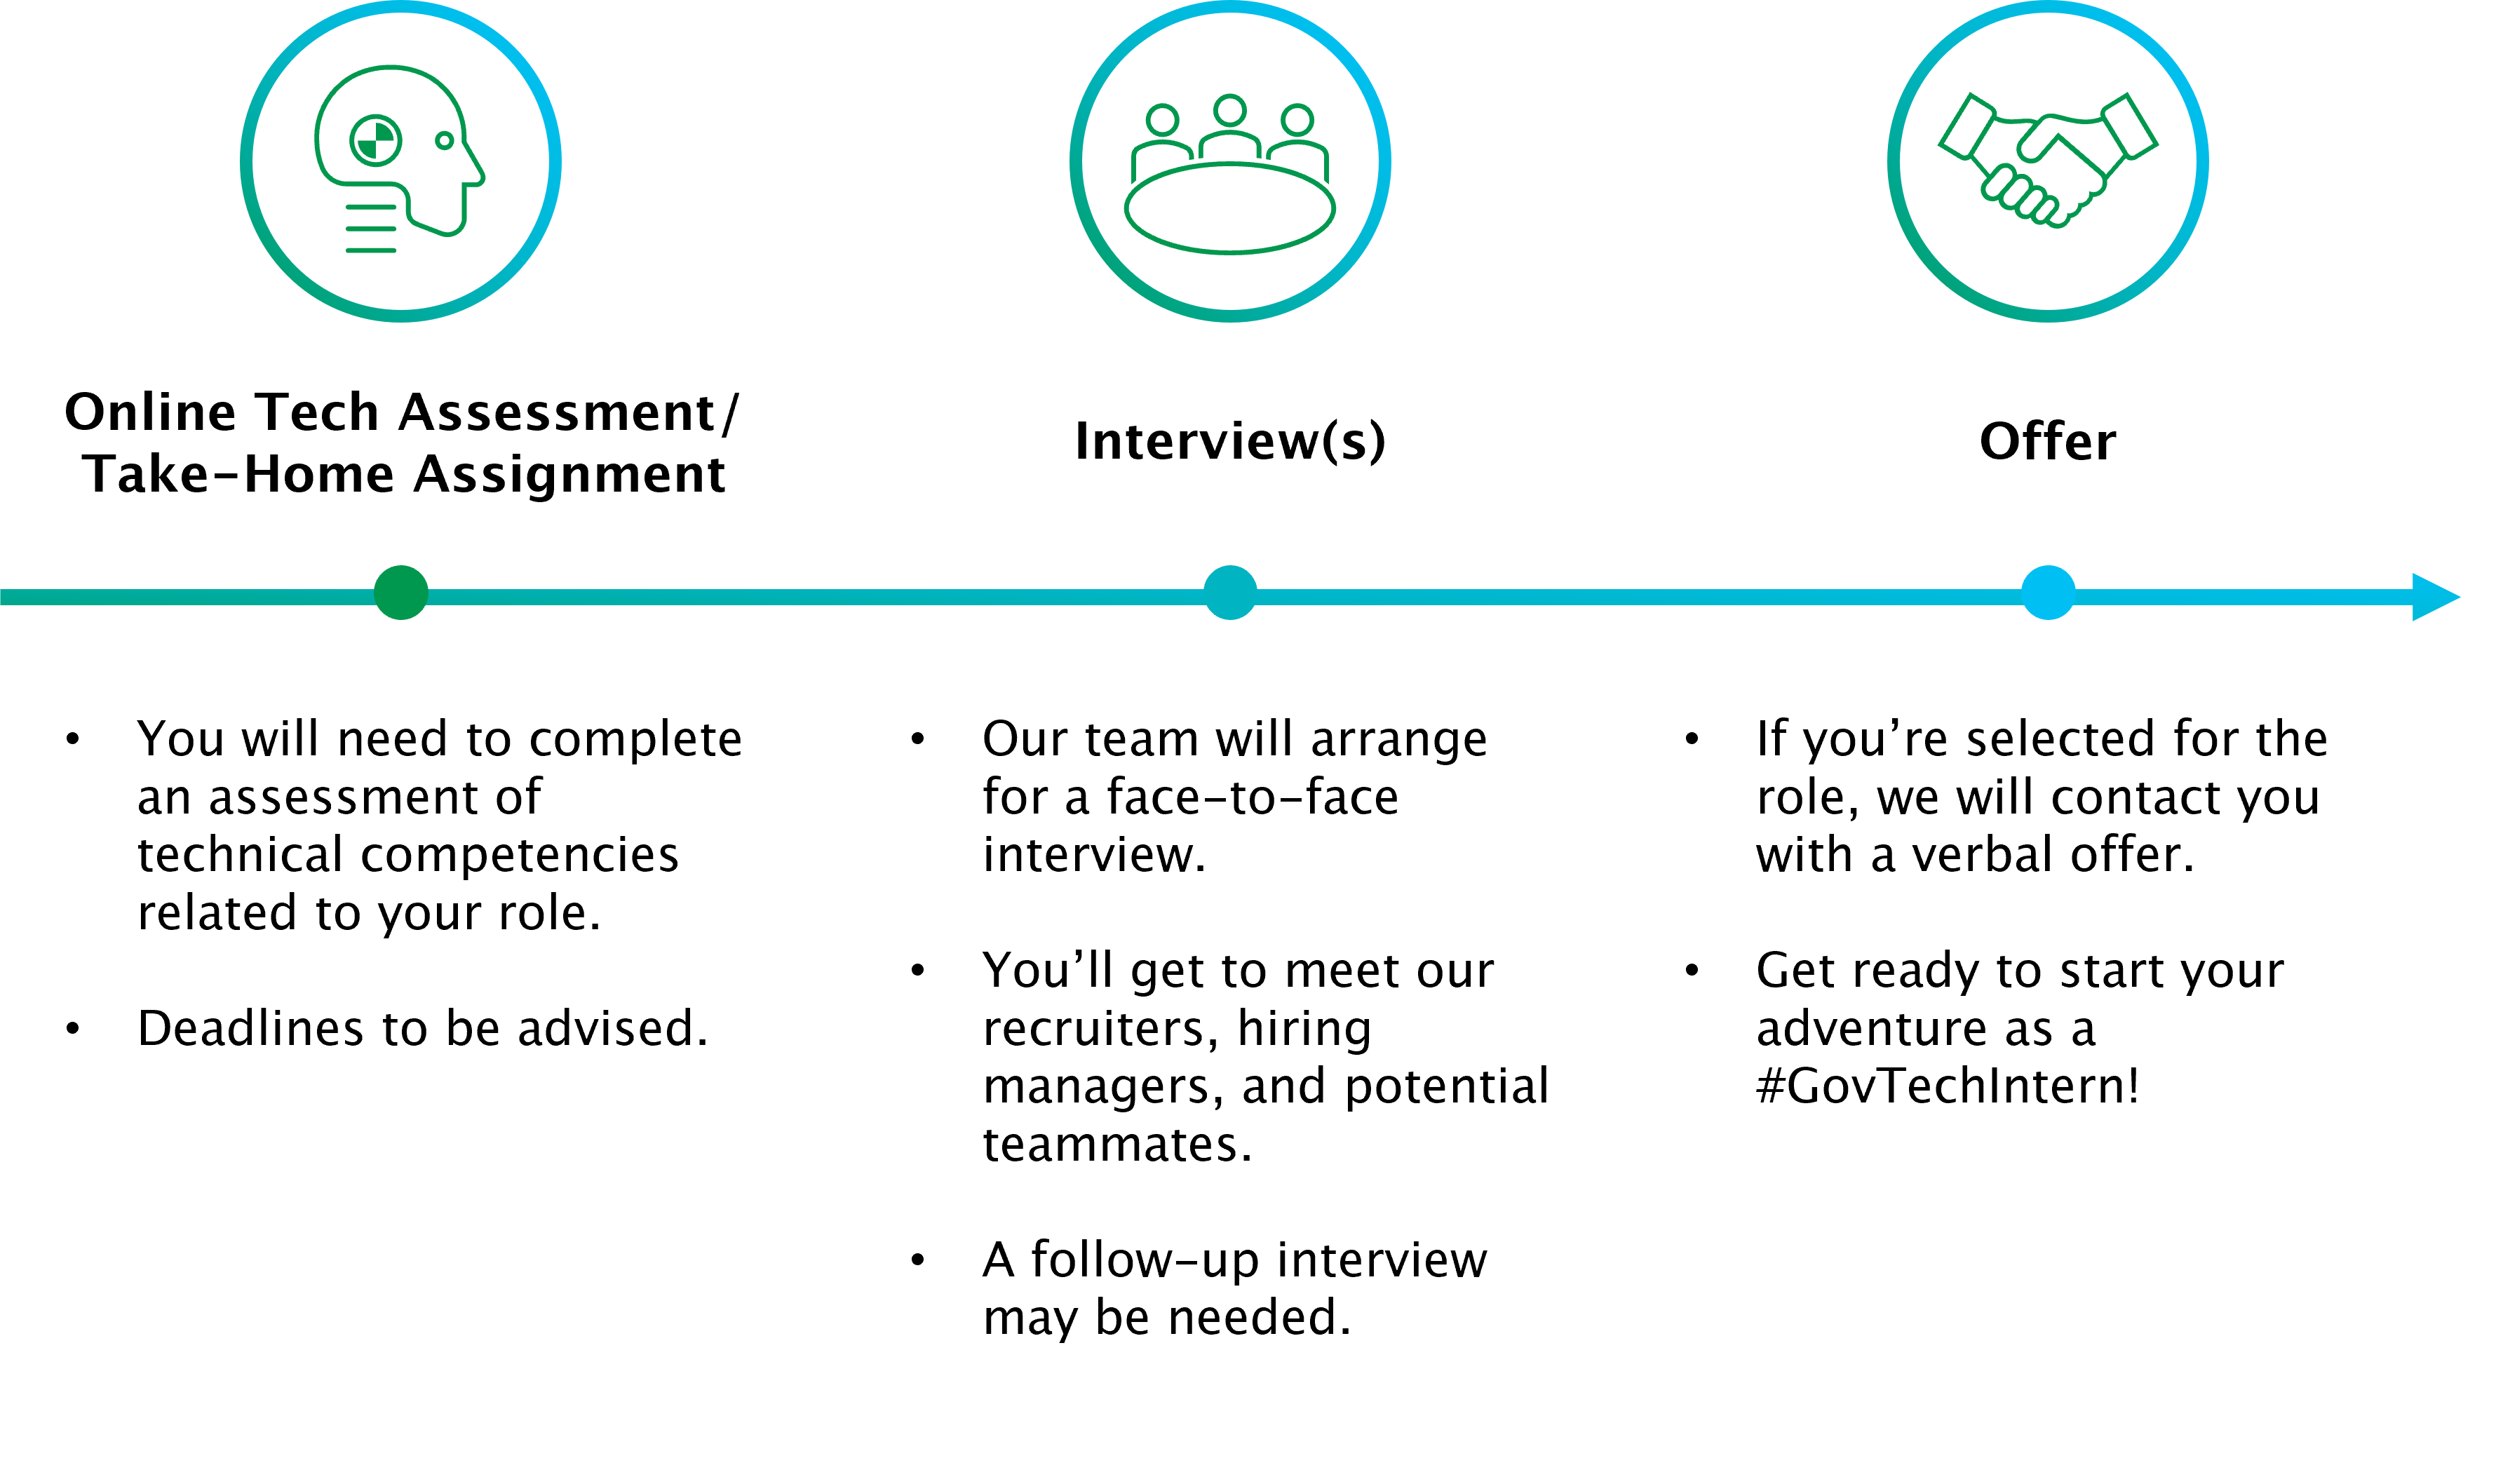 Online Tech Assessment/
Take-Home Assignment
Interview(s)
Offer
• You will need to complete
an assessment of
technical competencies
related to your role.
• Deadlines to be advised.
• Our team will arrange
for a face-to-face
interview.
• You’ll get to meet our
recruiters, hiring
managers, and potential
teammates.
• A follow-up interview
may be needed.
• If you’re selected for the
role, we will contact you
with a verbal offer.
• Get ready to start your
adventure as a
#GovTechIntern!